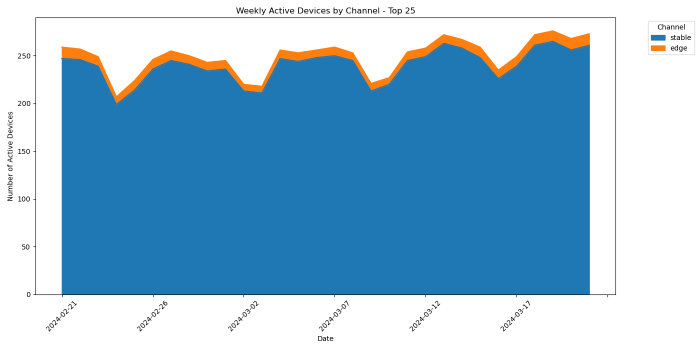 Weekly Active Devices by Channel - Top 25
Channel
stable
edge
Number of Active Devices
250
200
150
100
50
0
2024-02-21
2024-02-26
2024-03-02
2024-03-07
2024-03-12
2024-03-17
Date